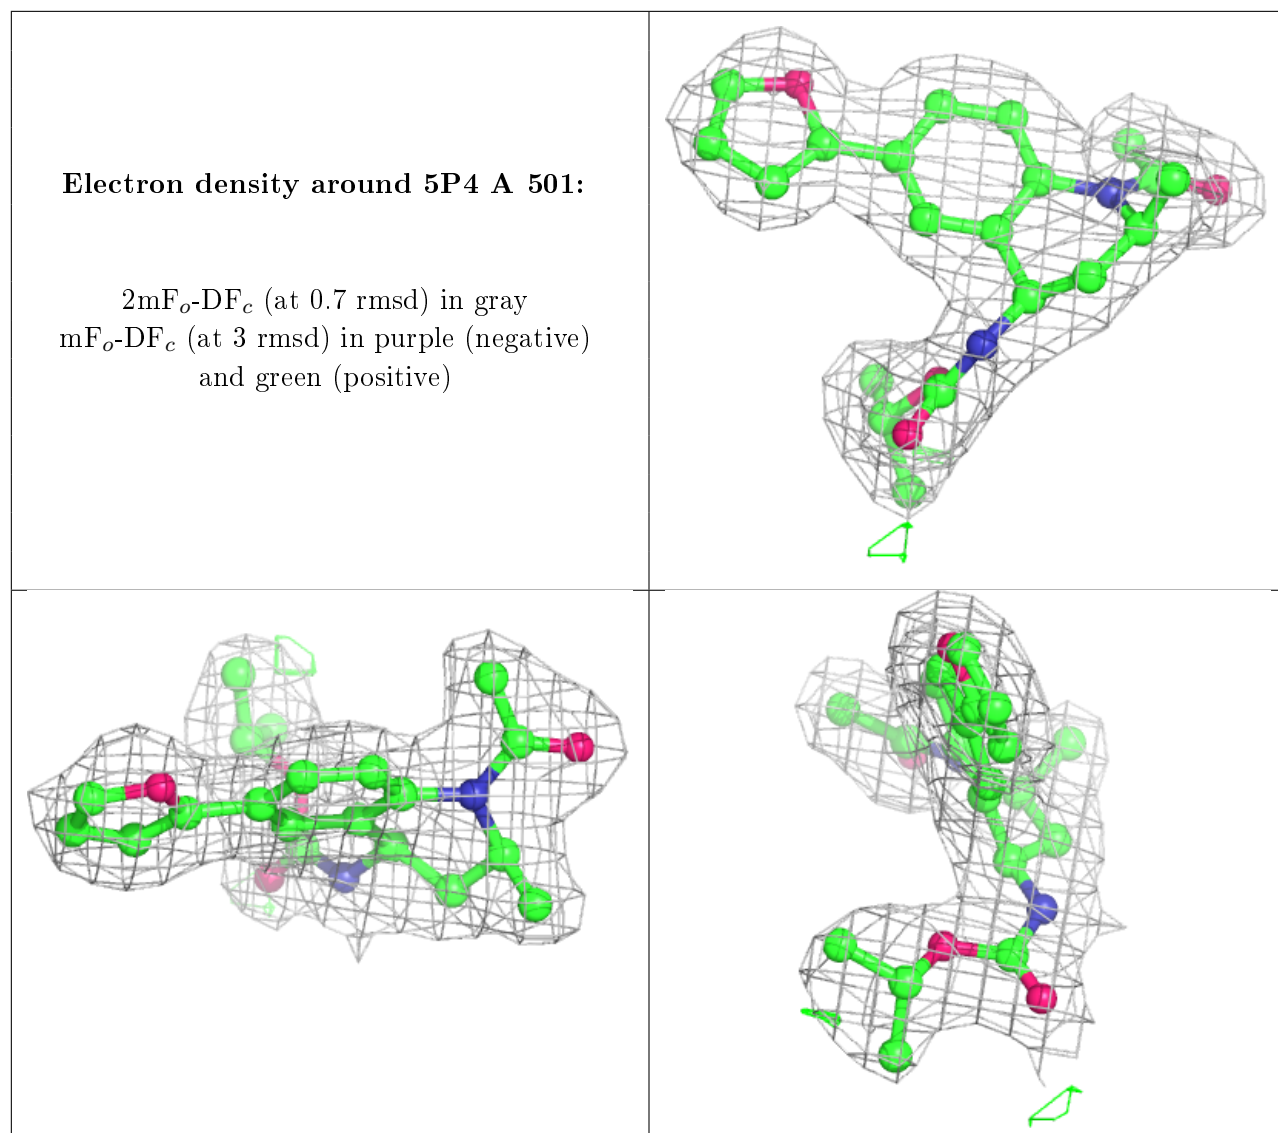 Electron density around 5P4 A 501:
2mFo-DFc (at 0.7 rmsd) in gray
mFo-DFc (at 3 rmsd) in purple (negative)
and green (positive)